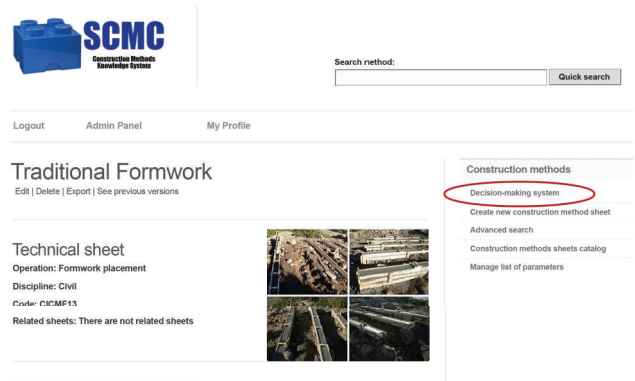 SCMC
Construction Methods
Knowledge System
Search method:
Quick search
Logout Admin Panel My Profile
Traditional Formwork
Edit | Delete | Export | See previous versions
Construction methods
Decision-making system
Create new construction method sheet
Advanced search
Construction methods sheets catalog
Manage list of parameters
Technical sheet
Operation: Formwork placement
Discipline: Civil
Code: CICMF13
Related sheets: There are not related sheets